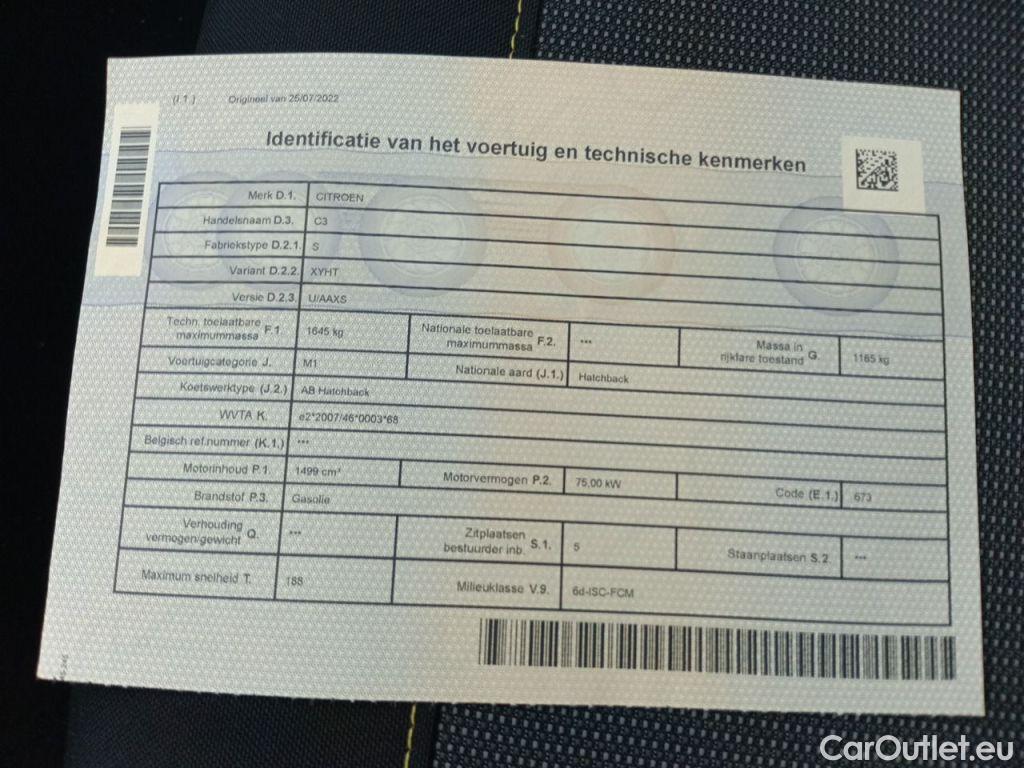 (I.1.) Origineel van 25/07/2022
Identificatie van het voertuig en technische kenmerken
Merk D.1. CITROEN
Handelsnaam D.3. C3
Fabriekstype D.2.1. S
Variant D.2.2. XYHT
Versie D.2.3. U/AAXS
Techn. toelaatbare maximummassa F.1. 1645 kg Nationale toelaatbare maximummassa F.2. *** Massa in rijklare toestand G. 1165 kg
Voertuigcategorie J. M1 Nationale aard (J.1.) Hatchback
Koetswerktype (J.2.) AB Hatchback
WVTA K. e2*2007/46*0003*68
Belgisch ref.nummer (K.1.) ***
Motorinhoud P.1. 1499 cm³ Motorvermogen P.2. 75,00 kW Code (E.1.) 673
Brandstof P.3. Gasolie
Verhouding vermogen/gewicht Q. *** Zitplaatsen bestuurder inb. S.1. 5 Staanplaatsen S.2. ***
Maximum snelheid T. 188 Milieuklasse V.9. 6d-ISC-FCM
CarOutlet.eu